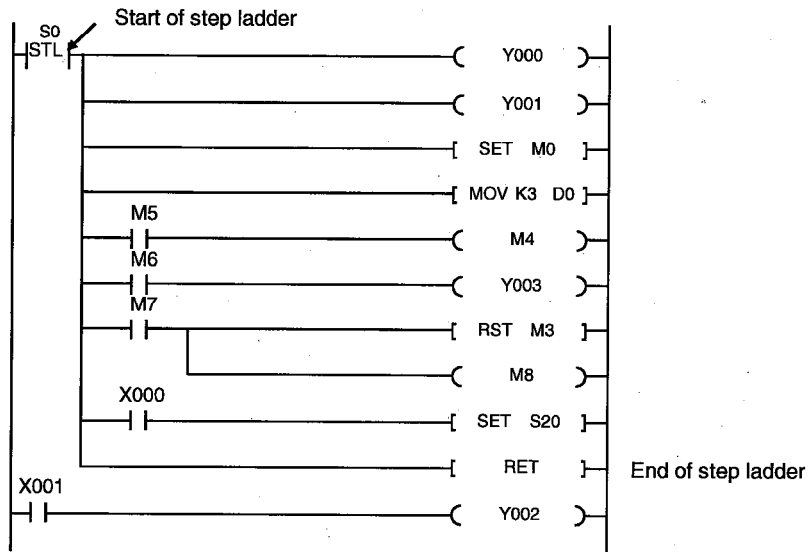 Start of step ladder
S0
STL Y000
Y001
SET M0
MOV K3 D0
M5
M4
M6
Y003
M7
RST M3
M8
X000
SET S20
RET End of step ladder
X001
Y002